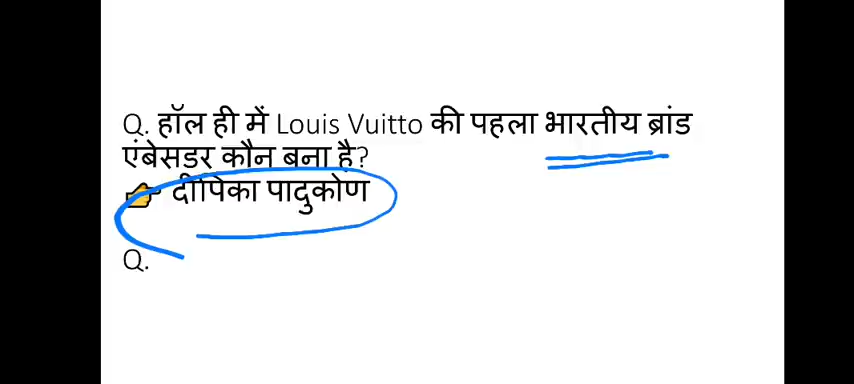 Q. हॉल ही में Louis Vuitto की पहला भारतीय ब्रांड
एंबेसडर कौन बना है?
👉 दीपिका पादुकोण
Q.